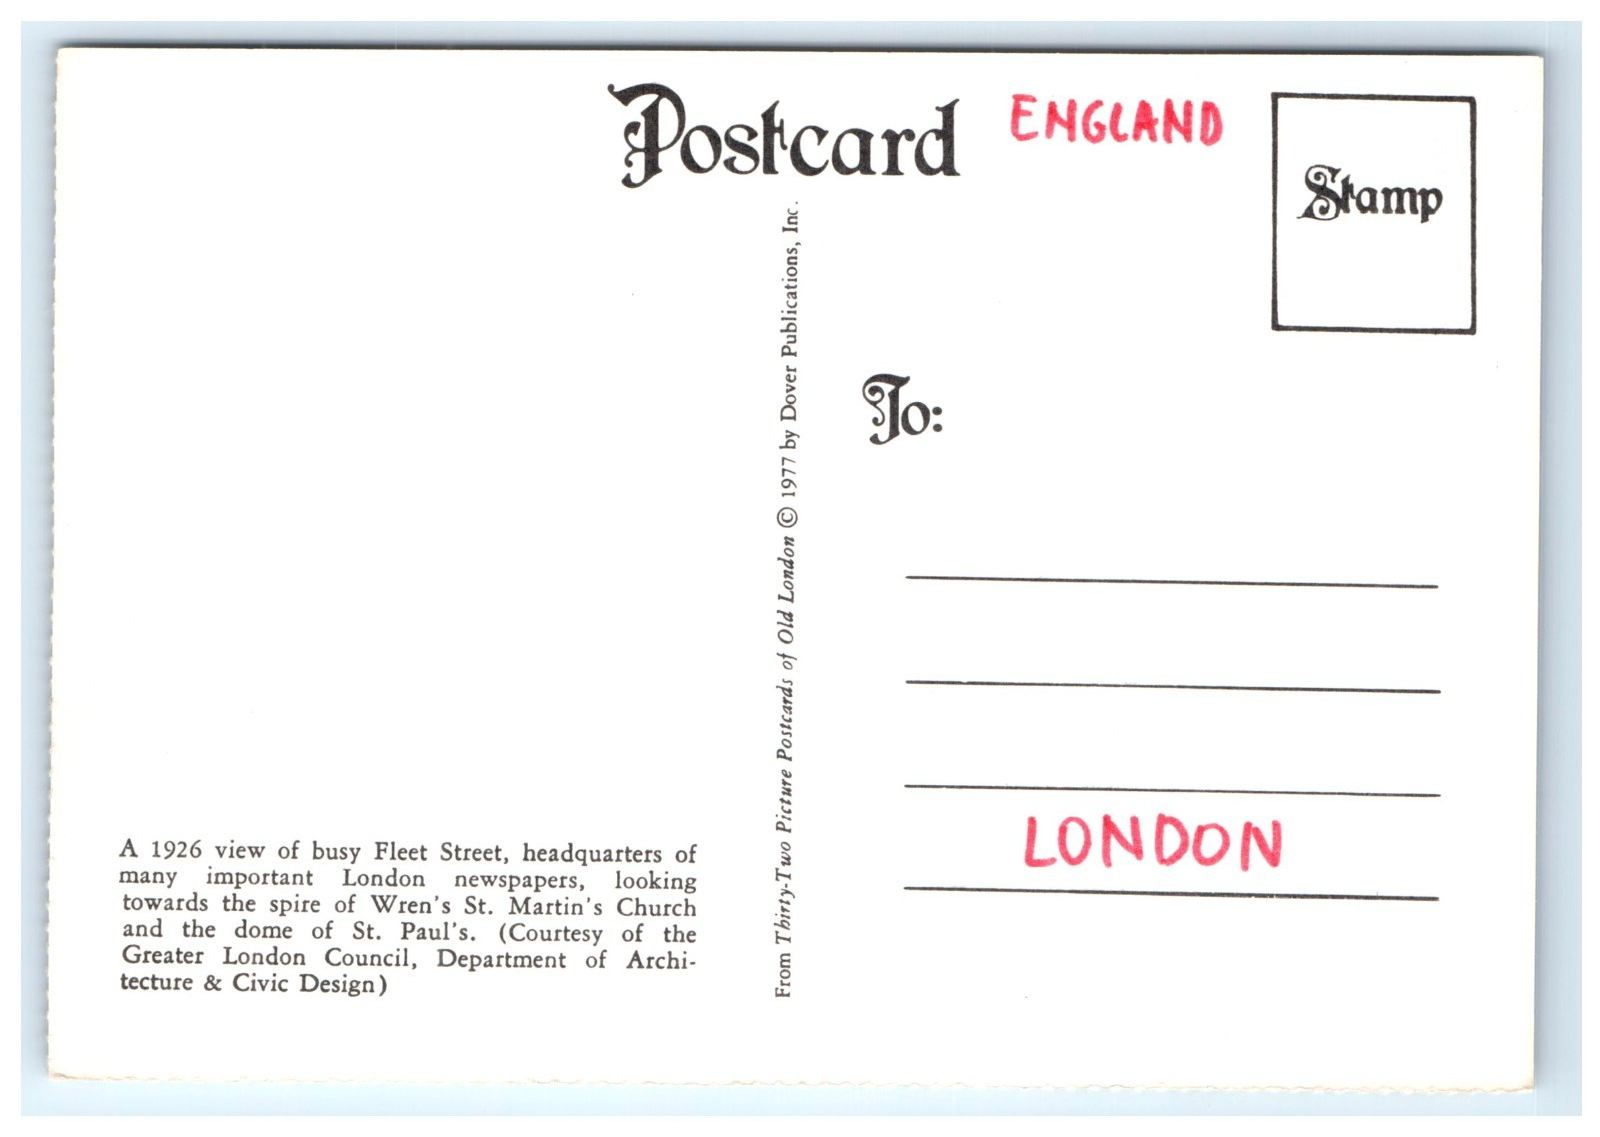 Postcard
ENGLAND
Stamp
To:
From Thirty-Two Picture Postcards of Old London © 1977 by Dover Publications, Inc.
LONDON
A 1926 view of busy Fleet Street, headquarters of
many important London newspapers, looking
towards the spire of Wren's St. Martin's Church
and the dome of St. Paul's. (Courtesy of the
Greater London Council, Department of Archi-
tecture & Civic Design)